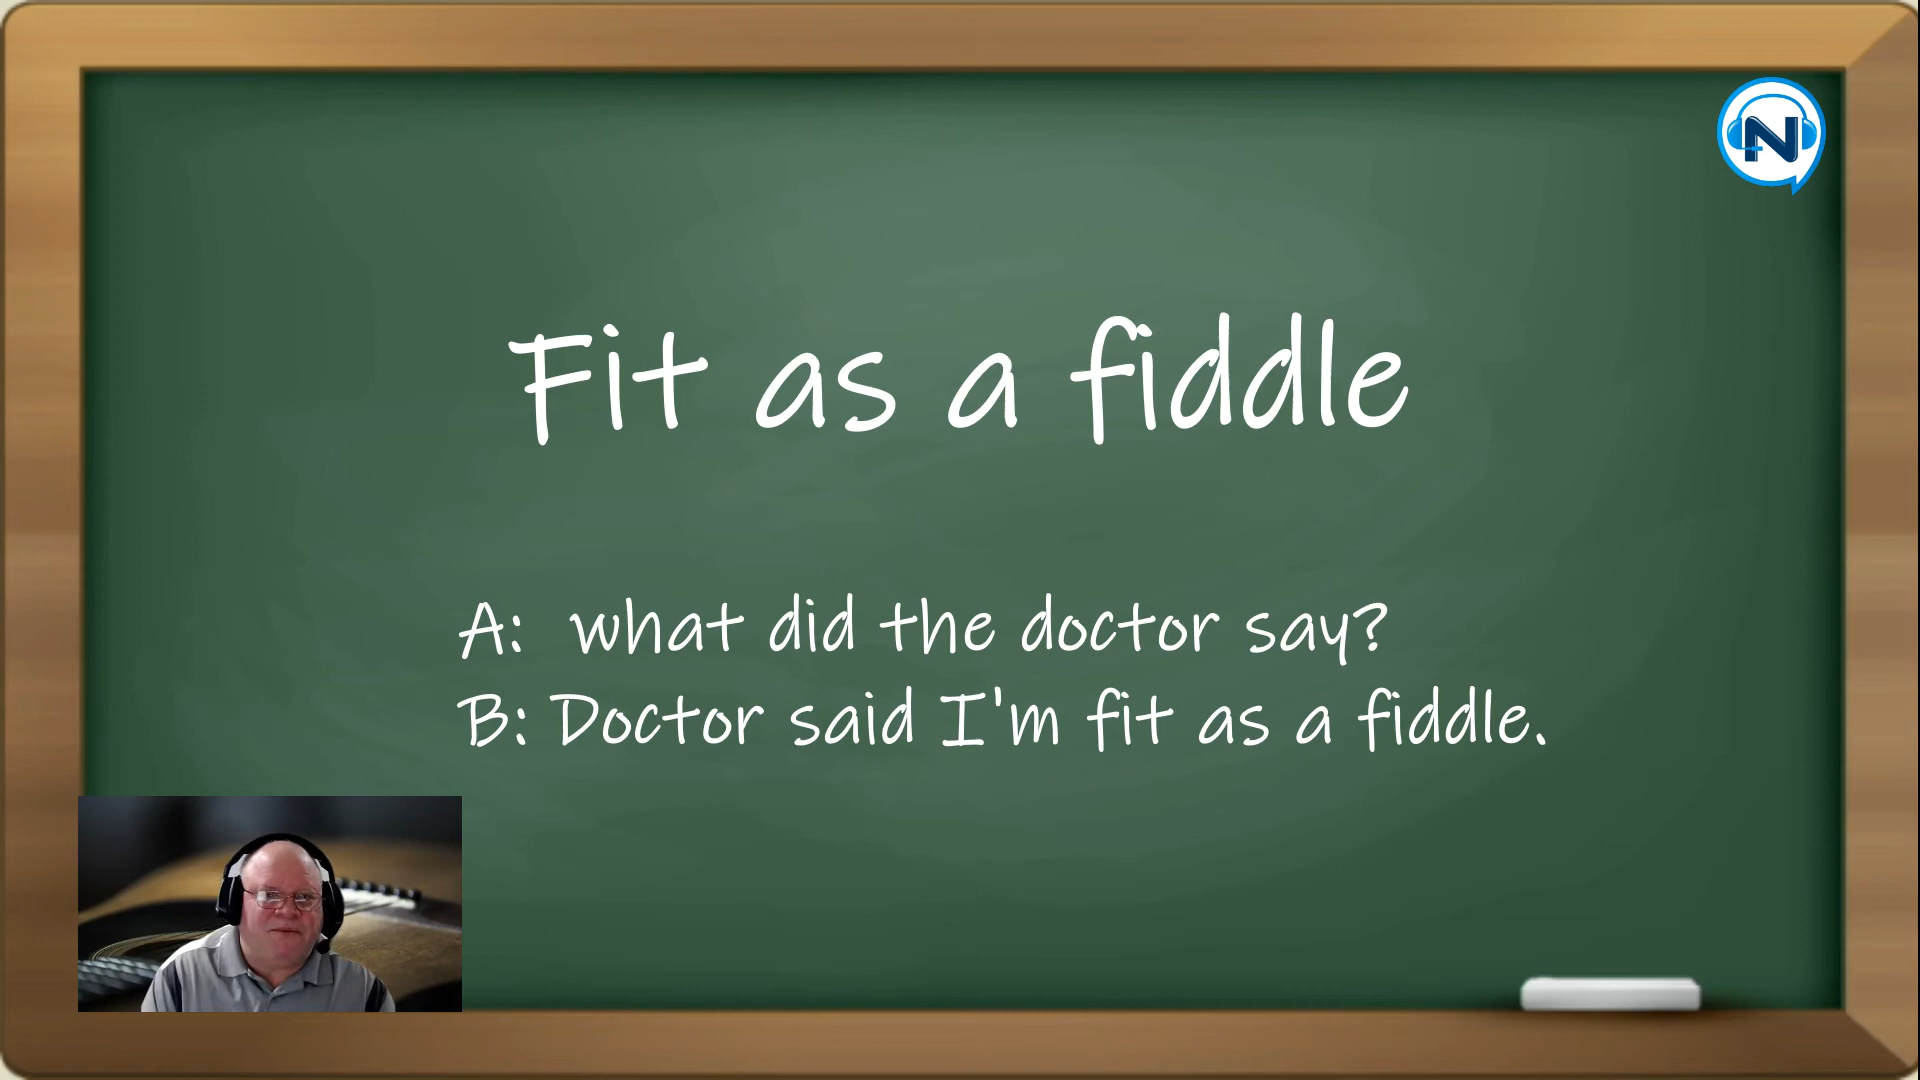 N
Fit as a fiddle
A: what did the doctor say?
B: Doctor said I'm fit as a fiddle.